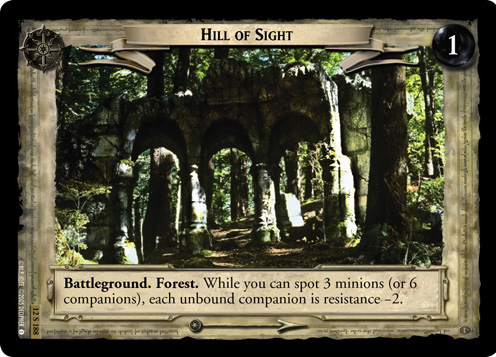 Hill of Sight
1
Battleground. Forest. While you can spot 3 minions (or 6
companions), each unbound companion is resistance –2.
12 S 188